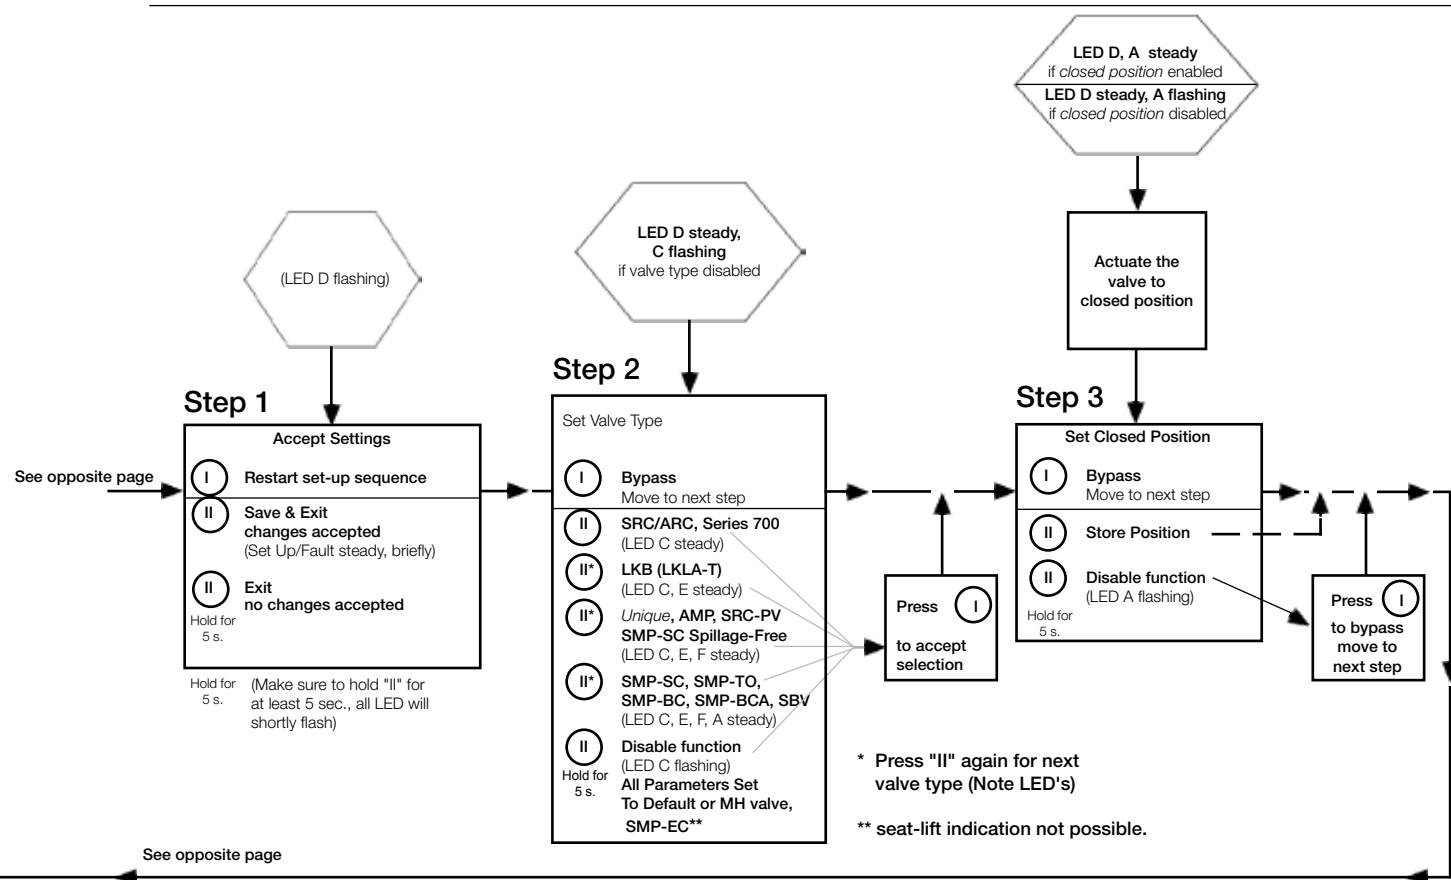 LED D, A steady
if closed position enabled
LED D steady, A flashing
if closed position disabled
Actuate the
valve to
closed position
LED D steady,
C flashing
if valve type disabled
(LED D flashing)
Step 1
Accept Settings
See opposite page
I Restart set-up sequence
II Save & Exit
changes accepted
(Set Up/Fault steady, briefly)
II Exit
no changes accepted
Hold for
5 s.
Hold for
5 s.
(Make sure to hold "II" for
at least 5 sec., all LED will
shortly flash)
Step 2
Set Valve Type
I Bypass
Move to next step
II SRC/ARC, Series 700
(LED C steady)
II* LKB (LKLA-T)
(LED C, E steady)
II* Unique, AMP, SRC-PV
SMP-SC Spillage-Free
(LED C, E, F steady)
II* SMP-SC, SMP-TO,
SMP-BC, SMP-BCA, SBV
(LED C, E, F, A steady)
II Disable function
(LED C flashing)
Hold for
5 s.
All Parameters Set
To Default or MH valve,
SMP-EC**
Press I
to accept
selection
Step 3
Set Closed Position
I Bypass
Move to next step
II Store Position
II Disable function
(LED A flashing)
Hold for
5 s.
Press I
to bypass
move to
next step
* Press "II" again for next
valve type (Note LED's)
** seat-lift indication not possible.
See opposite page